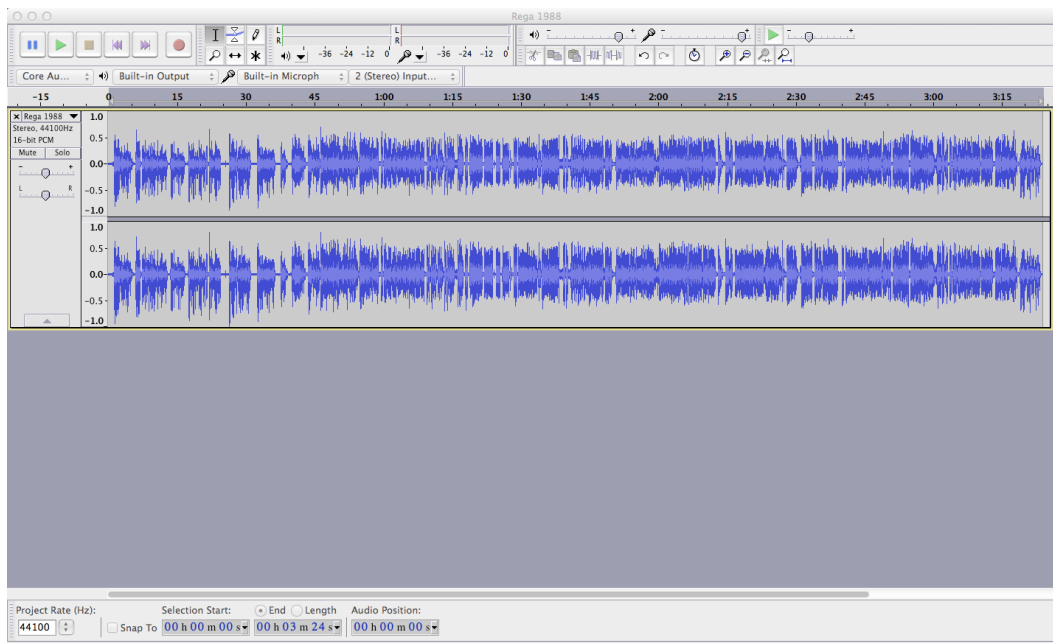 Rega 1988
L
R
L
R
-36 -24 -12 0
-36 -24 -12 0
- +
- +
- +
Core Au... Built-in Output Built-in Microph 2 (Stereo) Input...
-15 0 15 30 45 1:00 1:15 1:30 1:45 2:00 2:15 2:30 2:45 3:00 3:15
Rega 1988
Stereo, 44100Hz
16-bit PCM
Mute Solo
- +
L R
1.0
0.5
0.0
-0.5
-1.0
1.0
0.5
0.0
-0.5
-1.0
Project Rate (Hz): Selection Start: End Length Audio Position:
44100 Snap To 00 h 00 m 00 s 00 h 03 m 24 s 00 h 00 m 00 s